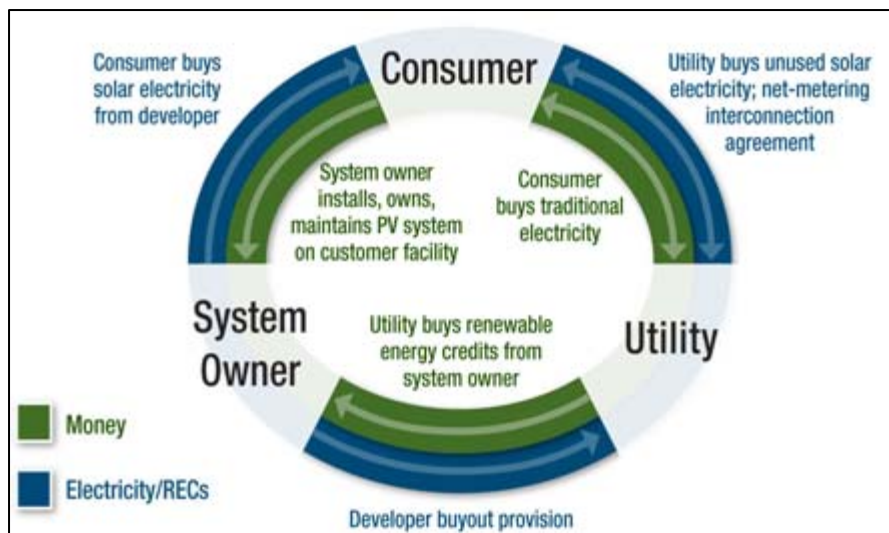 Consumer
Consumer buys
solar electricity
from developer
Utility buys unused solar
electricity; net-metering
interconnection
agreement
System owner
installs, owns,
maintains PV system
on customer facility
Consumer
buys traditional
electricity
System
Owner
Utility buys renewable
energy credits from
system owner
Utility
Money
Electricity/RECs
Developer buyout provision